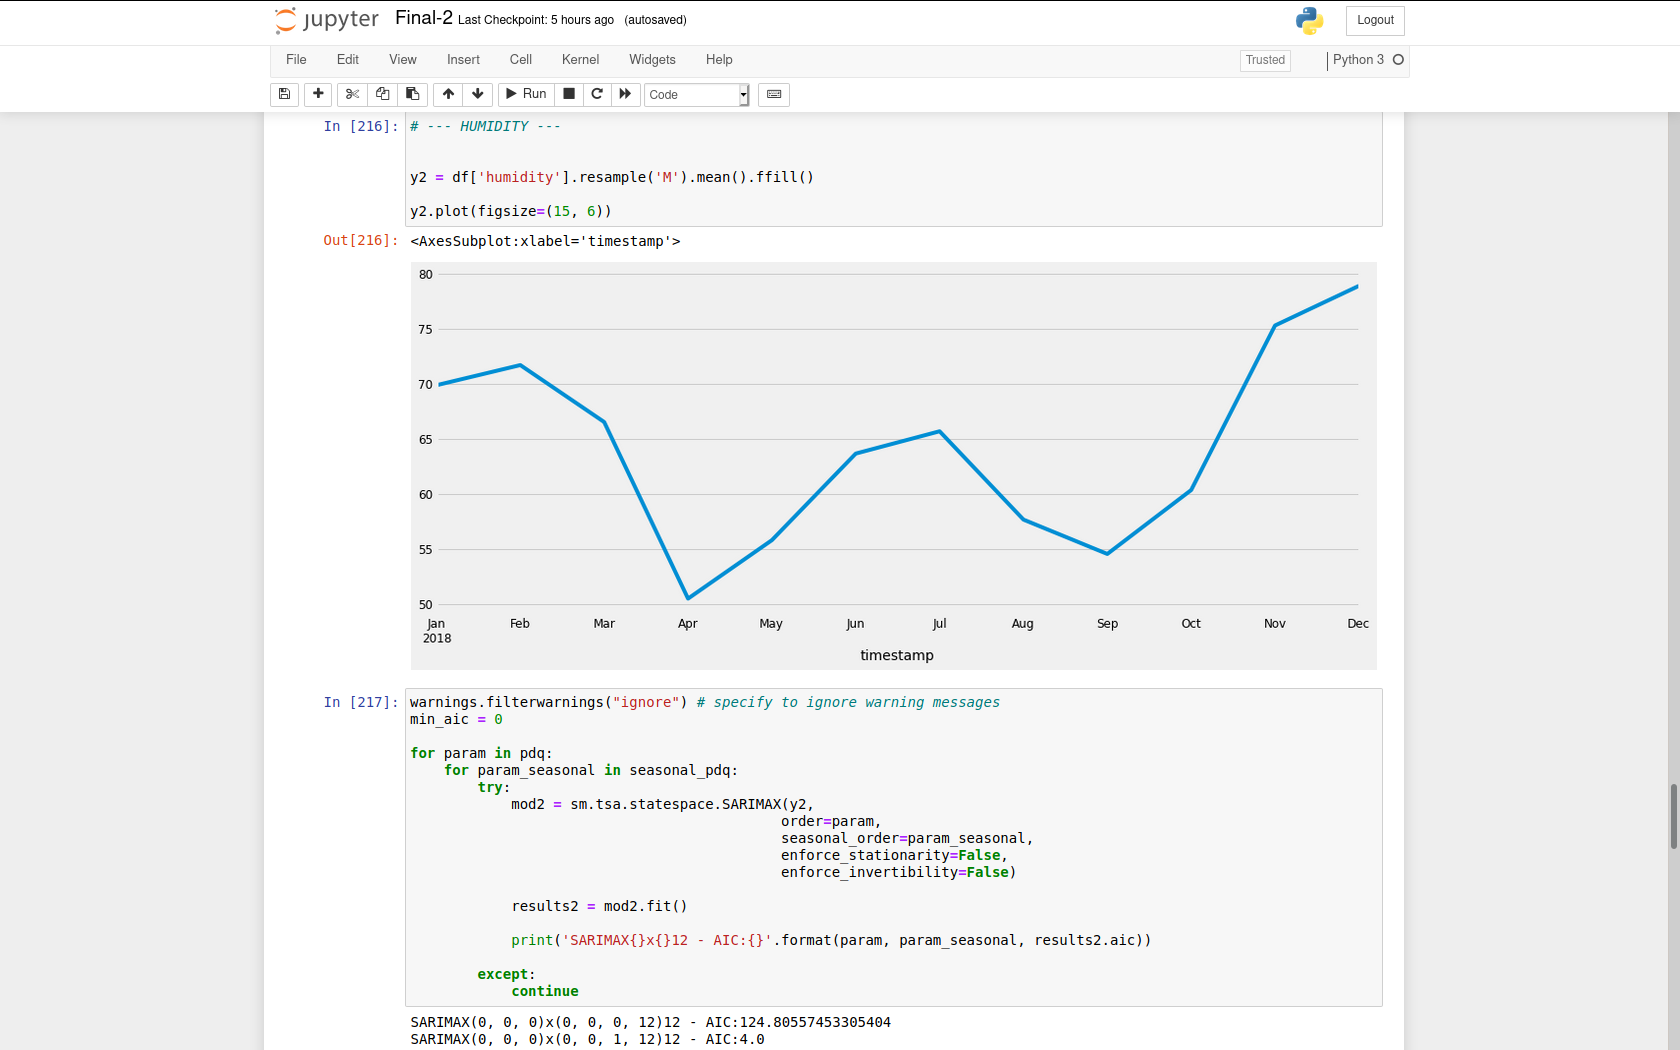 jupyter Final-2 Last Checkpoint: 5 hours ago (autosaved) Logout
File Edit View Insert Cell Kernel Widgets Help Trusted Python 3
Run Code
In [216]: # --- HUMIDITY ---
y2 = df['humidity'].resample('M').mean().ffill()
y2.plot(figsize=(15, 6))
Out[216]: <AxesSubplot:xlabel='timestamp'>
80
75
70
65
60
55
50
Jan Feb Mar Apr May Jun Jul Aug Sep Oct Nov Dec
2018
timestamp
In [217]: warnings.filterwarnings("ignore") # specify to ignore warning messages
min_aic = 0
for param in pdq:
    for param_seasonal in seasonal_pdq:
        try:
            mod2 = sm.tsa.statespace.SARIMAX(y2,
                                            order=param,
                                            seasonal_order=param_seasonal,
                                            enforce_stationarity=False,
                                            enforce_invertibility=False)
            results2 = mod2.fit()
            print('SARIMAX{}x{}12 - AIC:{}'.format(param, param_seasonal, results2.aic))
        except:
            continue
SARIMAX(0, 0, 0)x(0, 0, 0, 12)12 - AIC:124.80557453305404
SARIMAX(0, 0, 0)x(0, 0, 1, 12)12 - AIC:4.0